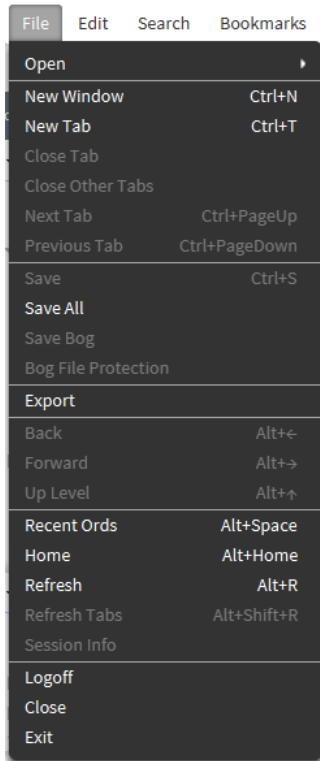 File Edit Search Bookmarks
Open
New Window Ctrl+N
New Tab Ctrl+T
Close Tab
Close Other Tabs
Next Tab Ctrl+PageUp
Previous Tab Ctrl+PageDown
Save Ctrl+S
Save All
Save Bog
Bog File Protection
Export
Back Alt+←
Forward Alt+→
Up Level Alt+↑
Recent Ords Alt+Space
Home Alt+Home
Refresh Alt+R
Refresh Tabs Alt+Shift+R
Session Info
Logoff
Close
Exit